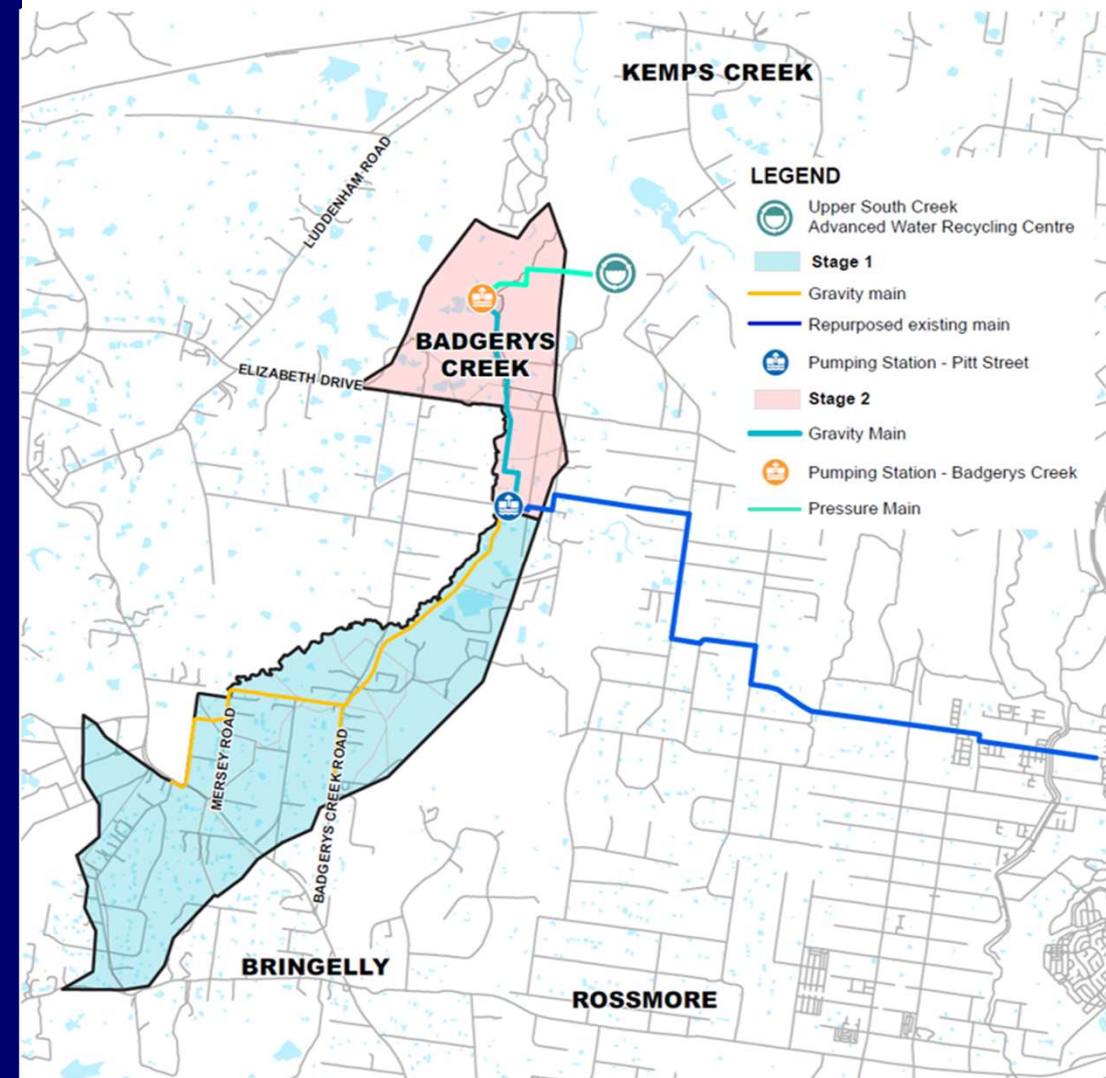 KEMPS CREEK
LUDDENHAM ROAD
LEGEND
Upper South Creek
Advanced Water Recycling Centre
Stage 1
Gravity main
Repurposed existing main
Pumping Station - Pitt Street
Stage 2
Gravity Main
Pumping Station - Badgerys Creek
Pressure Main
BADGERYS
CREEK
ELIZABETH DRIVE
MERSEY ROAD
BADGERYS CREEK ROAD
BRINGELLY
ROSSMORE